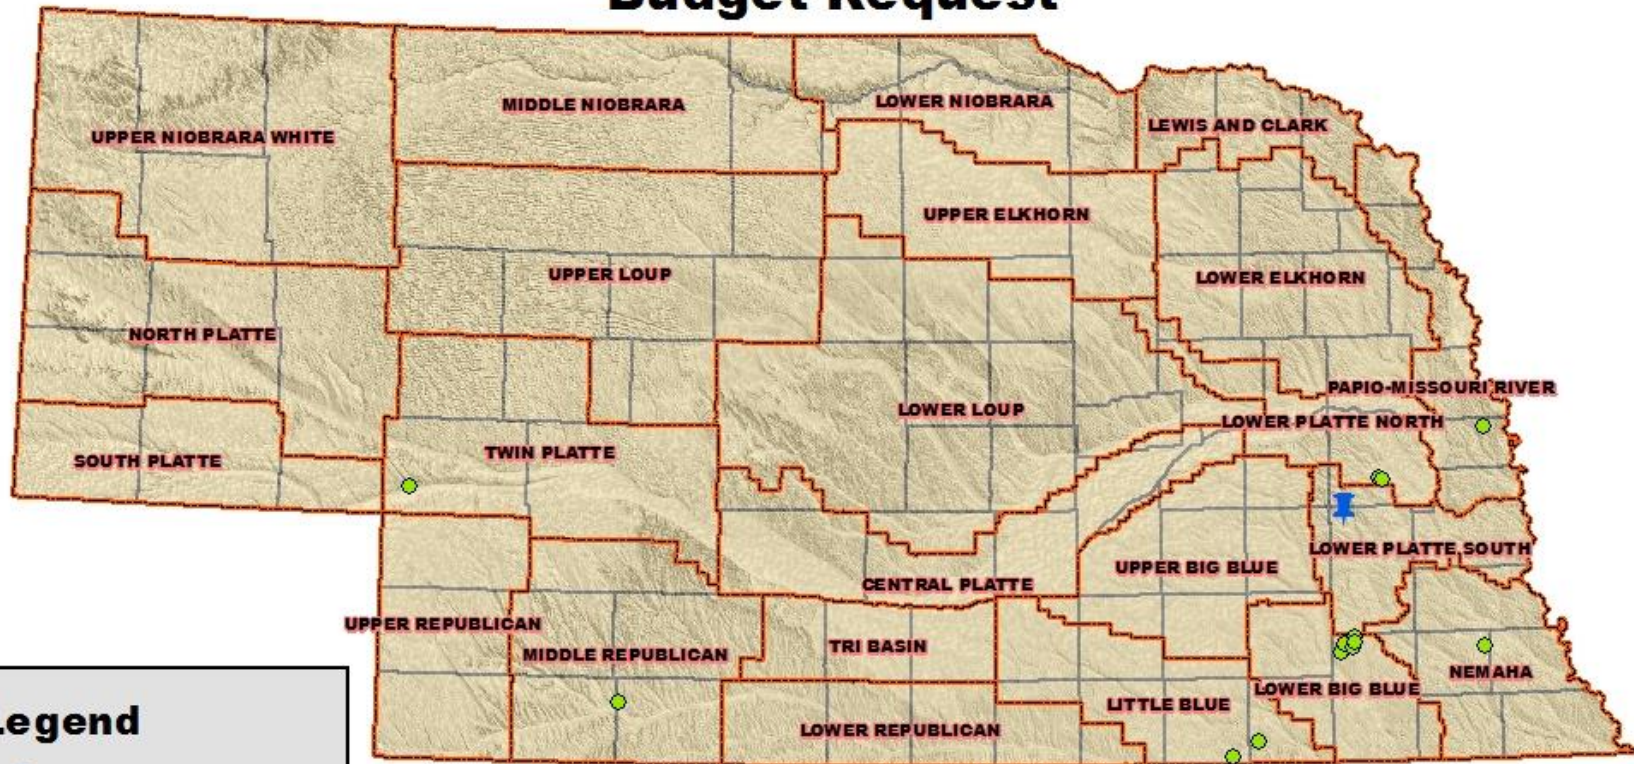 Budget Request
MIDDLE NIOBRARA
LOWER NIOBRARA
LEWIS AND CLARK
UPPER NIOBRARA WHITE
UPPER ELKHORN
UPPER LOUP
LOWER ELKHORN
NORTH PLATTE
PAPIO-MISSOURI RIVER
LOWER LOUP
LOWER PLATTE NORTH
TWIN PLATTE
SOUTH PLATTE
LOWER PLATTE SOUTH
UPPER BIG BLUE
CENTRAL PLATTE
UPPER REPUBLICAN
TRI BASIN
MIDDLE REPUBLICAN
NEMAHA
LOWER BIG BLUE
LITTLE BLUE
LOWER REPUBLICAN
Legend